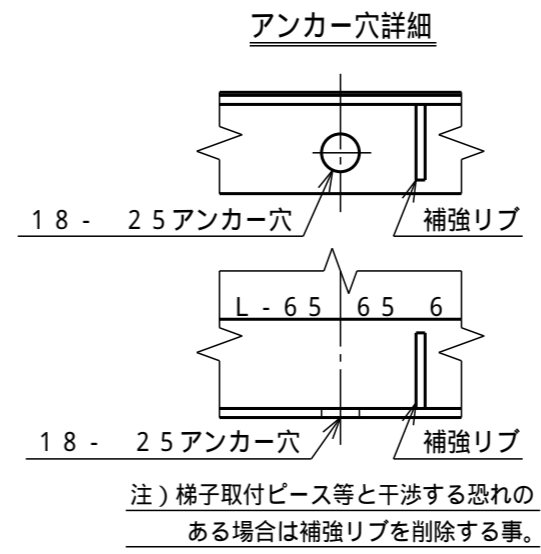 アンカー穴詳細
18- 25アンカー穴
補強リブ
L-65 65 6
18- 25アンカー穴
補強リブ
注）梯子取付ピース等と干渉する恐れの
ある場合は補強リブを削除する事。